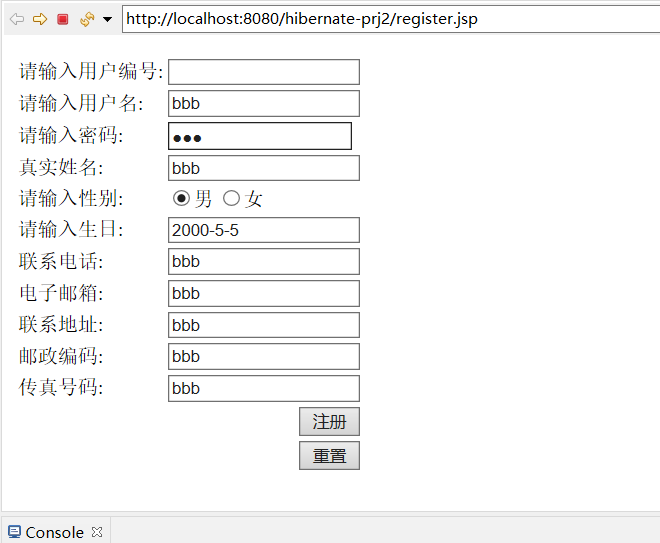 http://localhost:8080/hibernate-prj2/register.jsp
请输入用户编号:
请输入用户名: bbb
请输入密码: ●●●
真实姓名: bbb
请输入性别: 男 女
请输入生日: 2000-5-5
联系电话: bbb
电子邮箱: bbb
联系地址: bbb
邮政编码: bbb
传真号码: bbb
注册
重置
Console